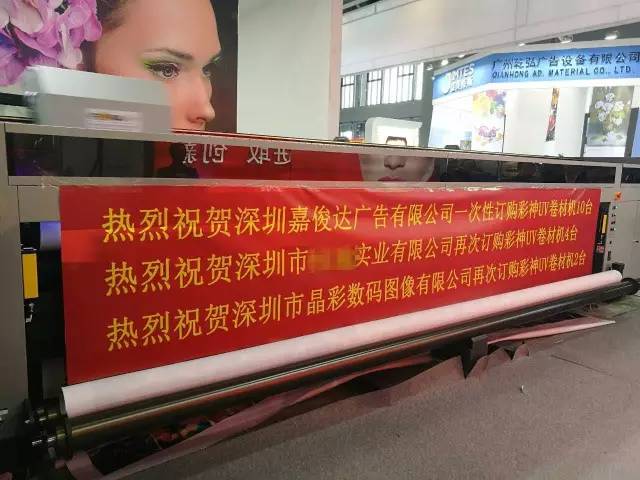 广州乾弘广告设备有限公司
QIANHONG AD. MATERIAL CO., LTD.
进取 创新
热烈祝贺深圳嘉俊达广告有限公司一次性订购彩神UV卷材机10台
热烈祝贺深圳市 实业有限公司再次订购彩神UV卷材机4台
热烈祝贺深圳市晶彩数码图像有限公司再次订购彩神UV卷材机2台